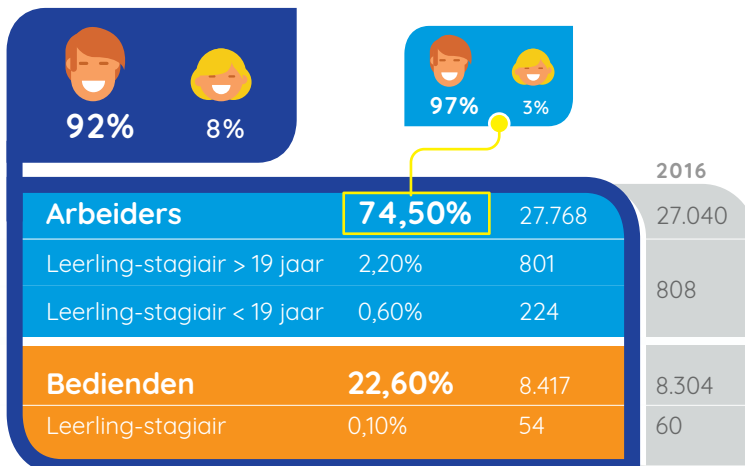 92% 8%
97% 3%
2016
Arbeiders 74,50% 27.768 27.040
Leerling-stagiair > 19 jaar 2,20% 801
808
Leerling-stagiair < 19 jaar 0,60% 224
Bedienden 22,60% 8.417 8.304
Leerling-stagiair 0,10% 54 60